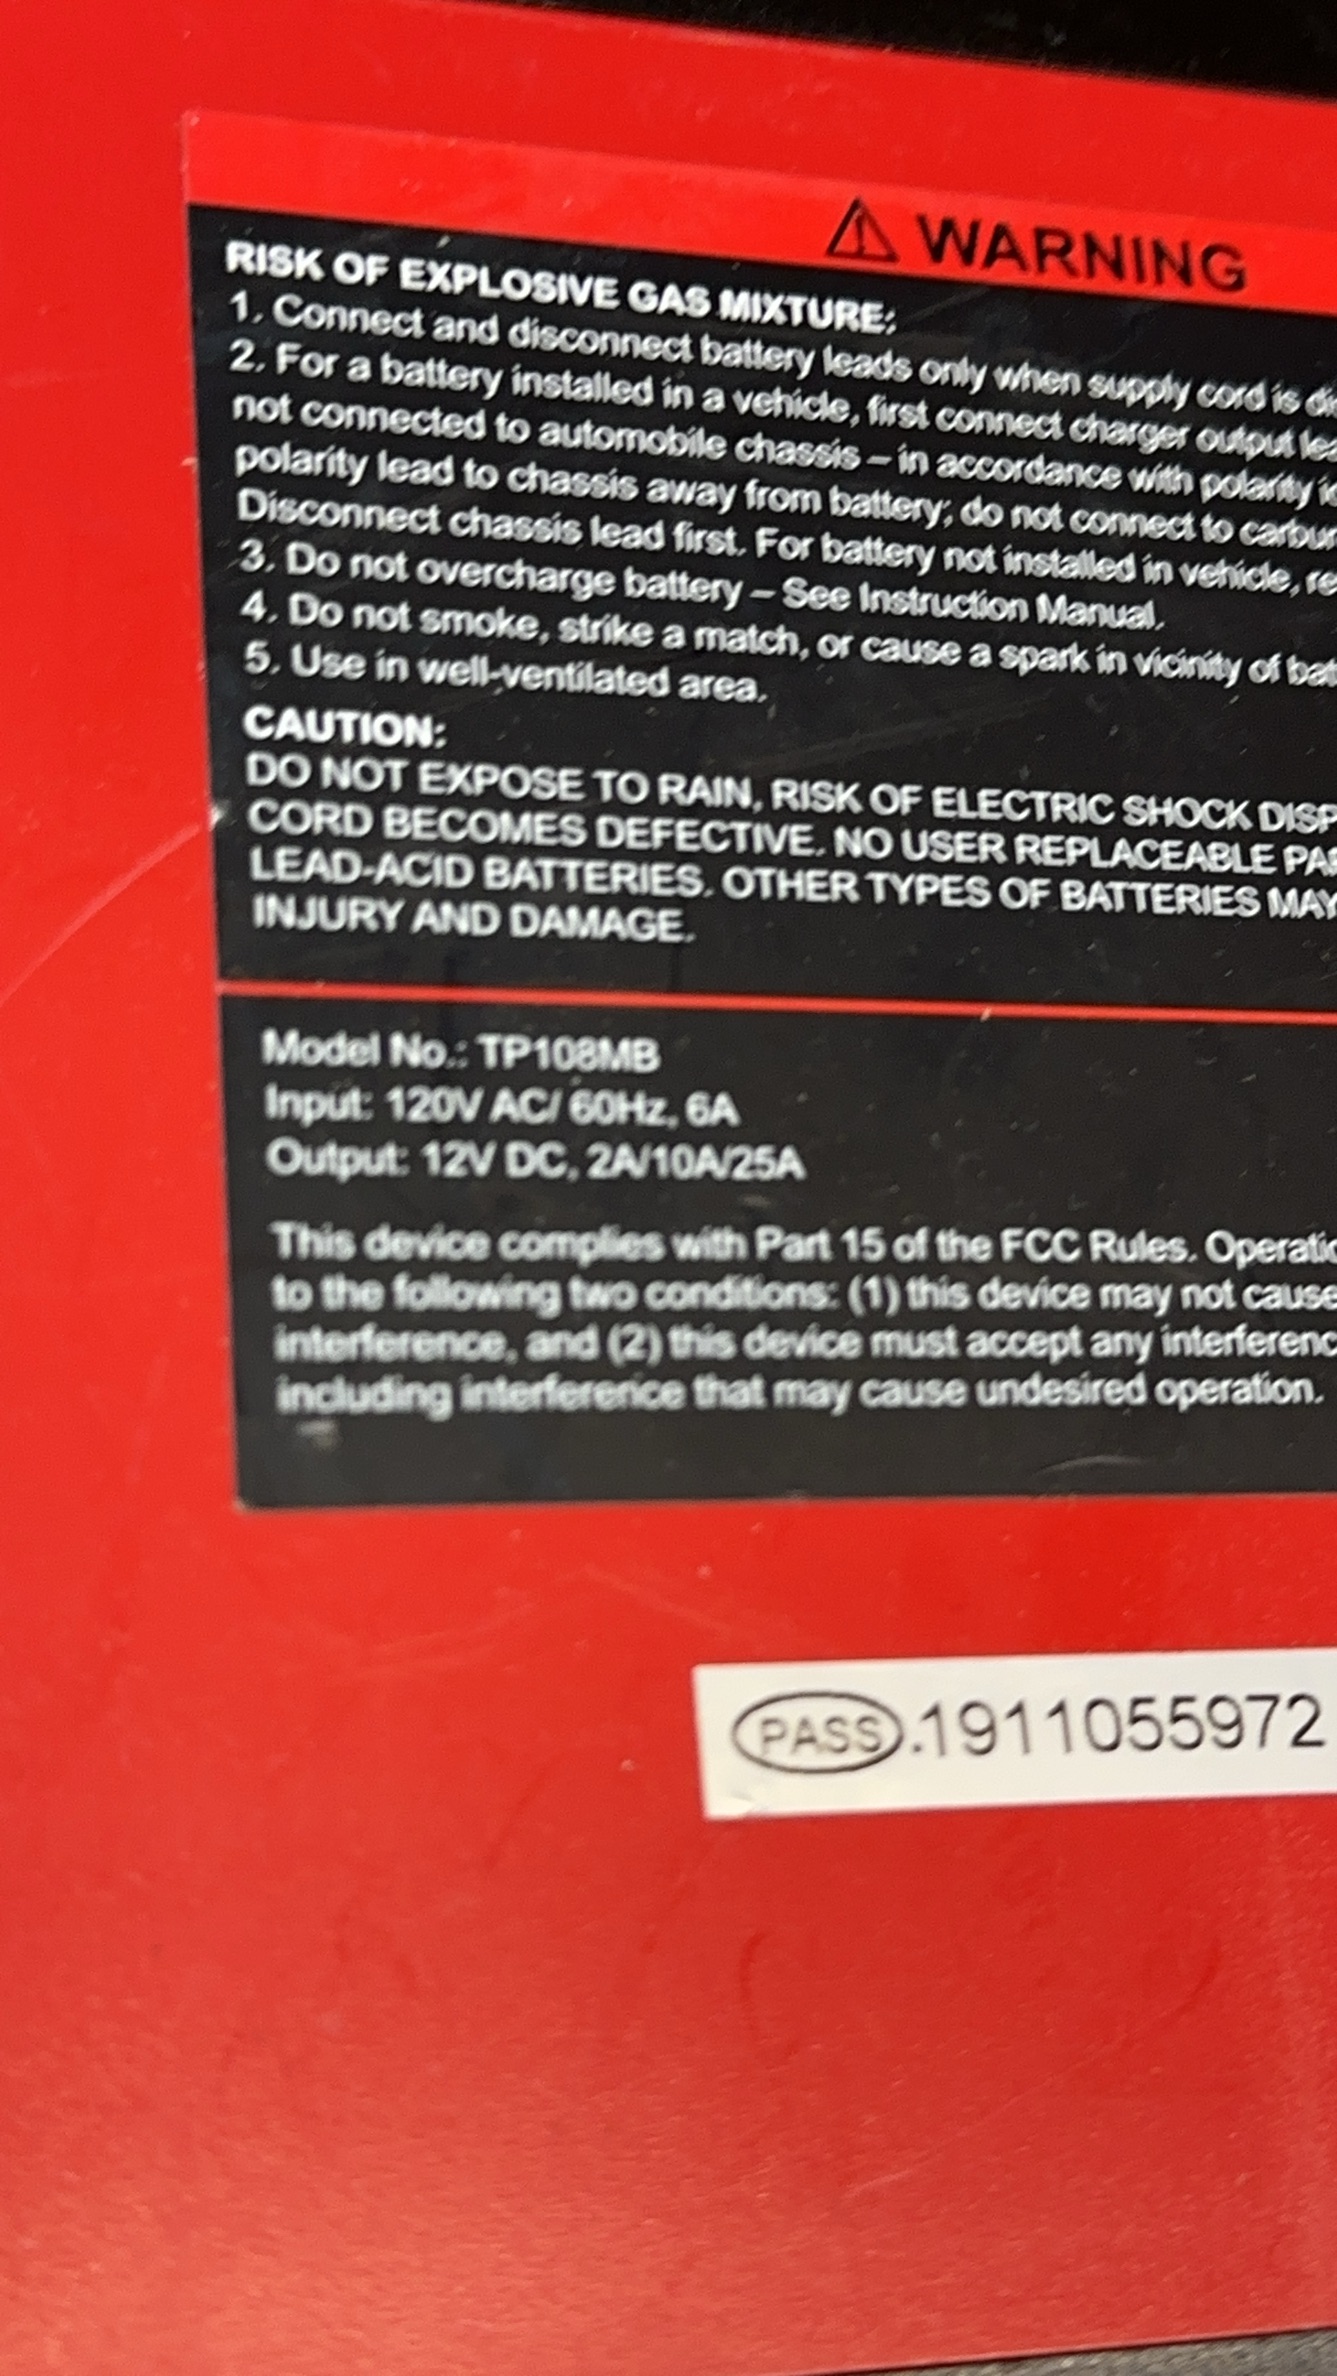 ⚠ WARNING
RISK OF EXPLOSIVE GAS MIXTURE:
1. Connect and disconnect battery leads only when supply cord is
2. For a battery installed in a vehicle, first connect charger output
not connected to automobile chassis – in accordance with polarity
polarity lead to chassis away from battery; do not connect to
Disconnect chassis lead first. For battery not installed in vehicle,
3. Do not overcharge battery – See Instruction Manual.
4. Do not smoke, strike a match, or cause a spark in vicinity of
5. Use in well-ventilated area.
CAUTION:
DO NOT EXPOSE TO RAIN, RISK OF ELECTRIC SHOCK
CORD BECOMES DEFECTIVE. NO USER REPLACEABLE
LEAD-ACID BATTERIES. OTHER TYPES OF BATTERIES MAY
INJURY AND DAMAGE.
Model No.: TP108MB
Input: 120V AC/ 60Hz, 6A
Output: 12V DC, 2A/10A/25A
This device complies with Part 15 of the FCC Rules.
to the following two conditions: (1) this device may not cause
interference, and (2) this device must accept any
including interference that may cause undesired operation.
PASS.1911055972